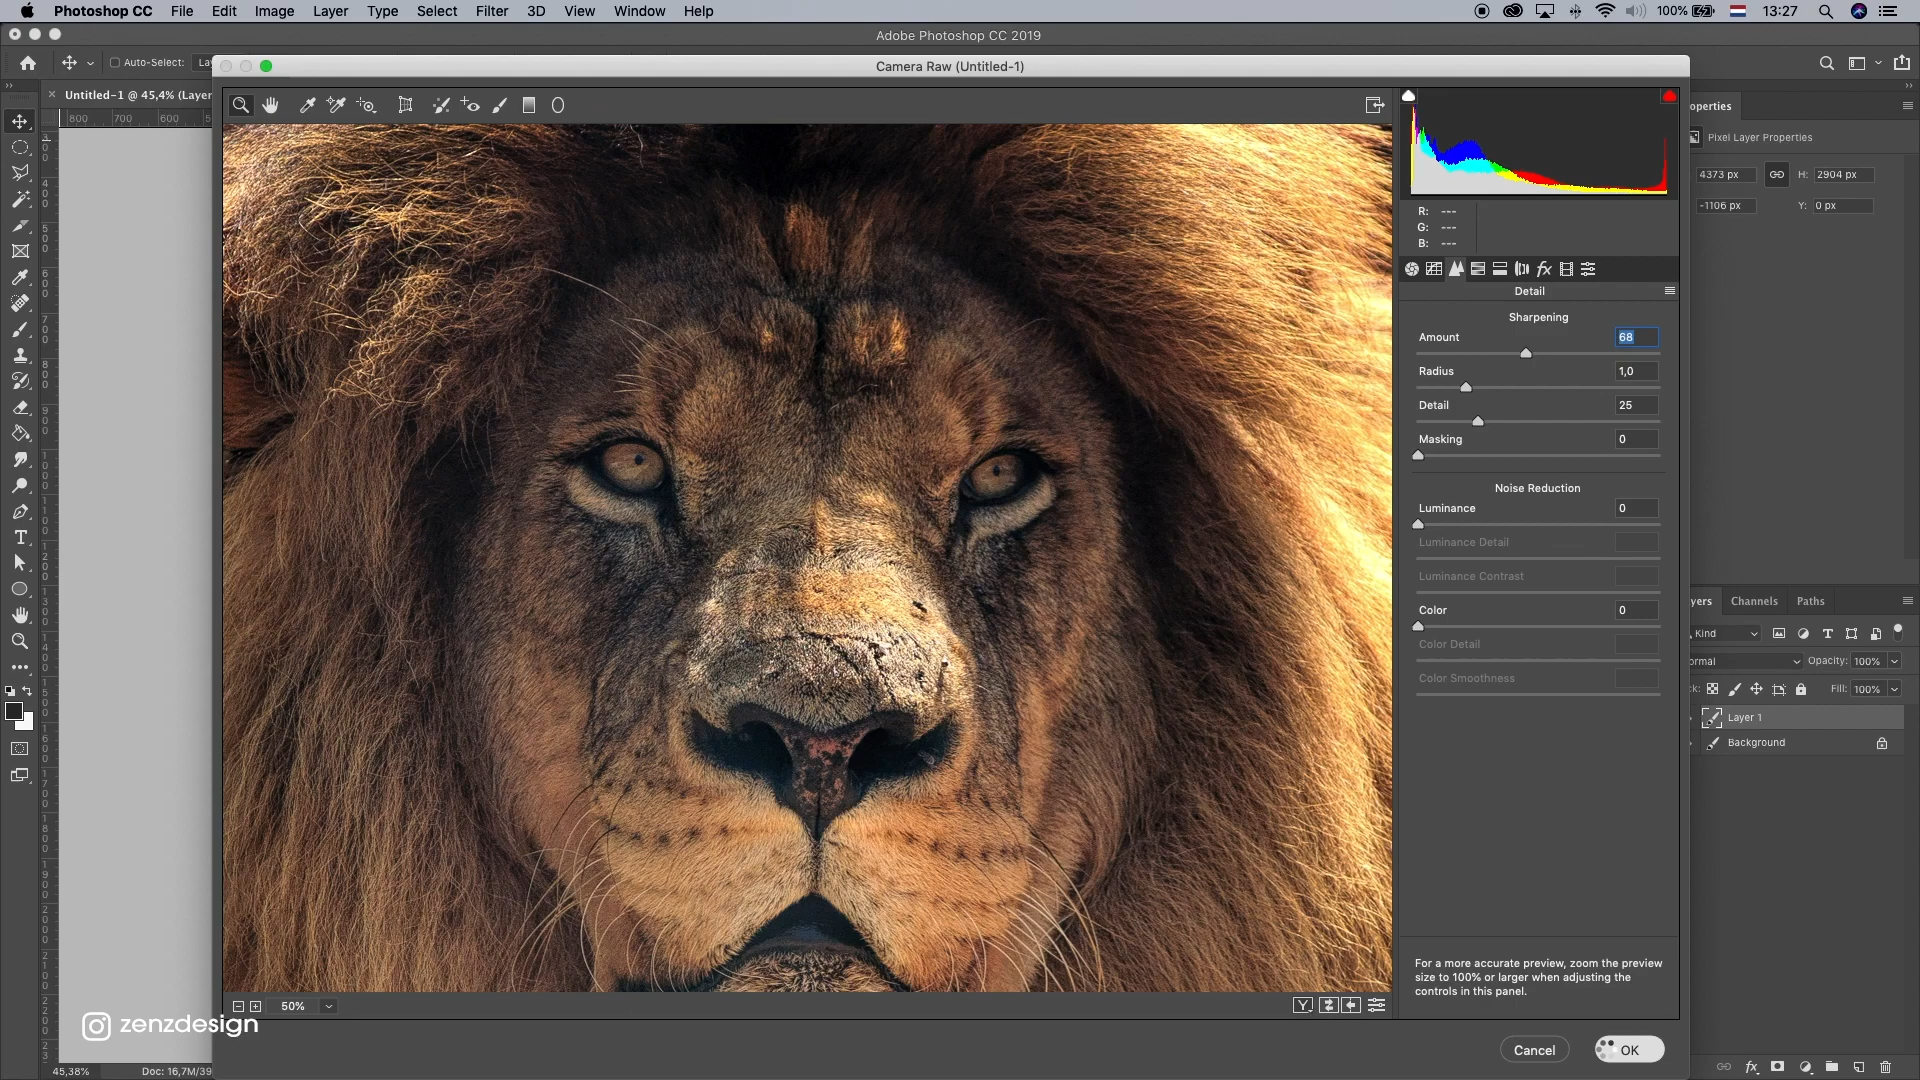 Photoshop CC File Edit Image Layer Type Select Filter 3D View Window Help 100% 13:27
Adobe Photoshop CC 2019
Auto-Select:
Camera Raw (Untitled-1)
Untitled-1 @ 45,4% (Layer
800 700 600
operties
Pixel Layer Properties
4373 px H: 2904 px
-1106 px Y: 0 px
R: ---
G: ---
B: ---
Detail
Sharpening
Amount 68
Radius 1,0
Detail 25
Masking 0
Noise Reduction
Luminance 0
Luminance Detail
Luminance Contrast
Color 0
Color Detail
Color Smoothness
yers Channels Paths
Kind
ormal Opacity: 100%
ck: Fill: 100%
Layer 1
Background
For a more accurate preview, zoom the preview
size to 100% or larger when adjusting the
controls in this panel.
50%
zenzdesign
Cancel OK
45,38% Doc: 16,7M/39